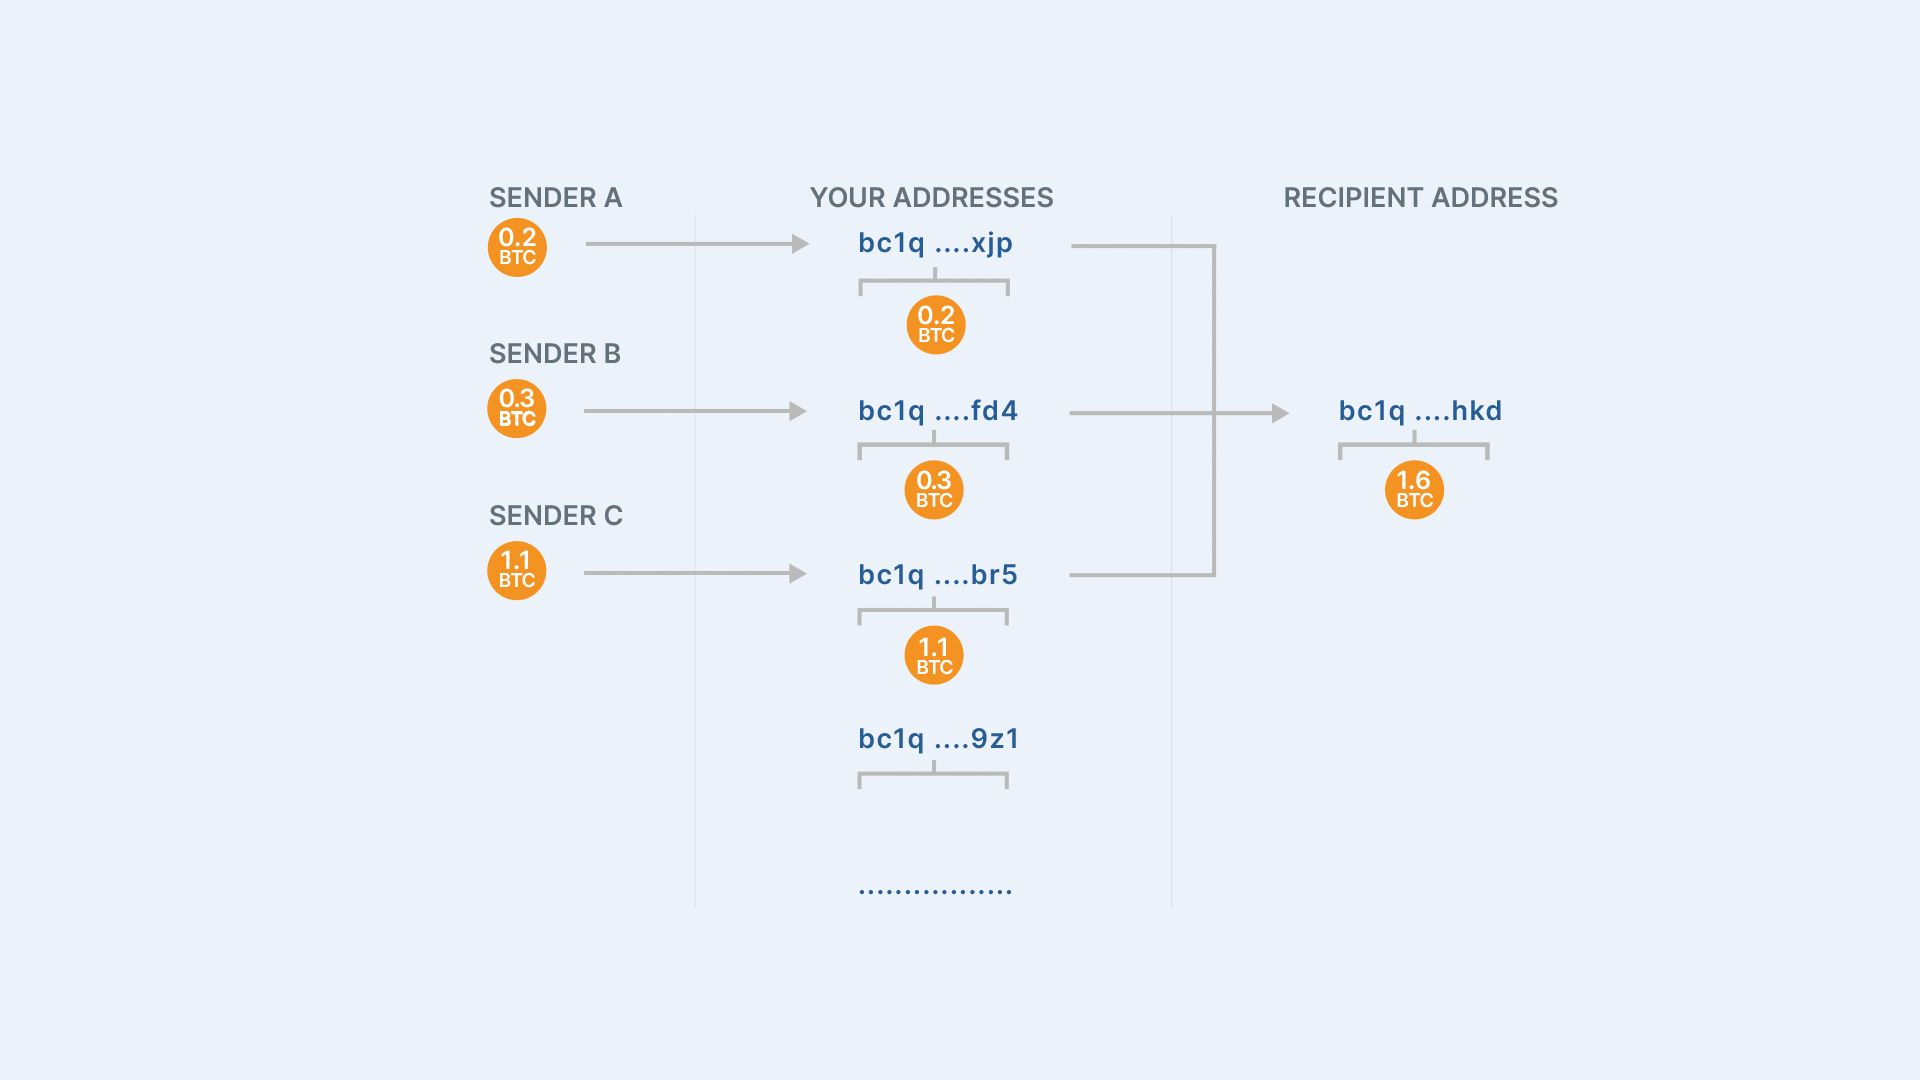 SENDER A
0.2
BTC
SENDER B
0.3
BTC
SENDER C
1.1
BTC
YOUR ADDRESSES
bc1q ....xjp
0.2
BTC
bc1q ....fd4
0.3
BTC
bc1q ....br5
1.1
BTC
bc1q ....9z1
.................
RECIPIENT ADDRESS
bc1q ....hkd
1.6
BTC